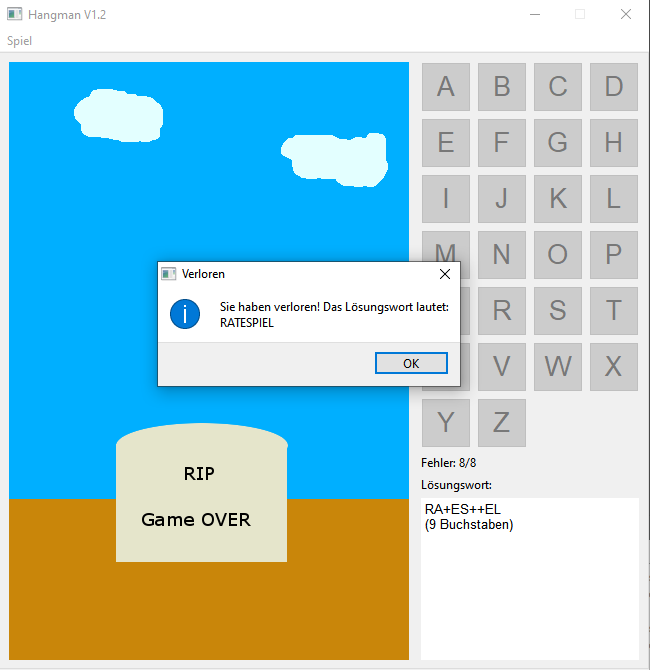 Hangman V1.2
Spiel
A B C D
E F G H
I J K L
M N O P
R S T
V W X
Y Z
Verloren
Sie haben verloren! Das Lösungswort lautet:
RATESPIEL
OK
RIP
Game OVER
Fehler: 8/8
Lösungswort:
RA+ES++EL
(9 Buchstaben)